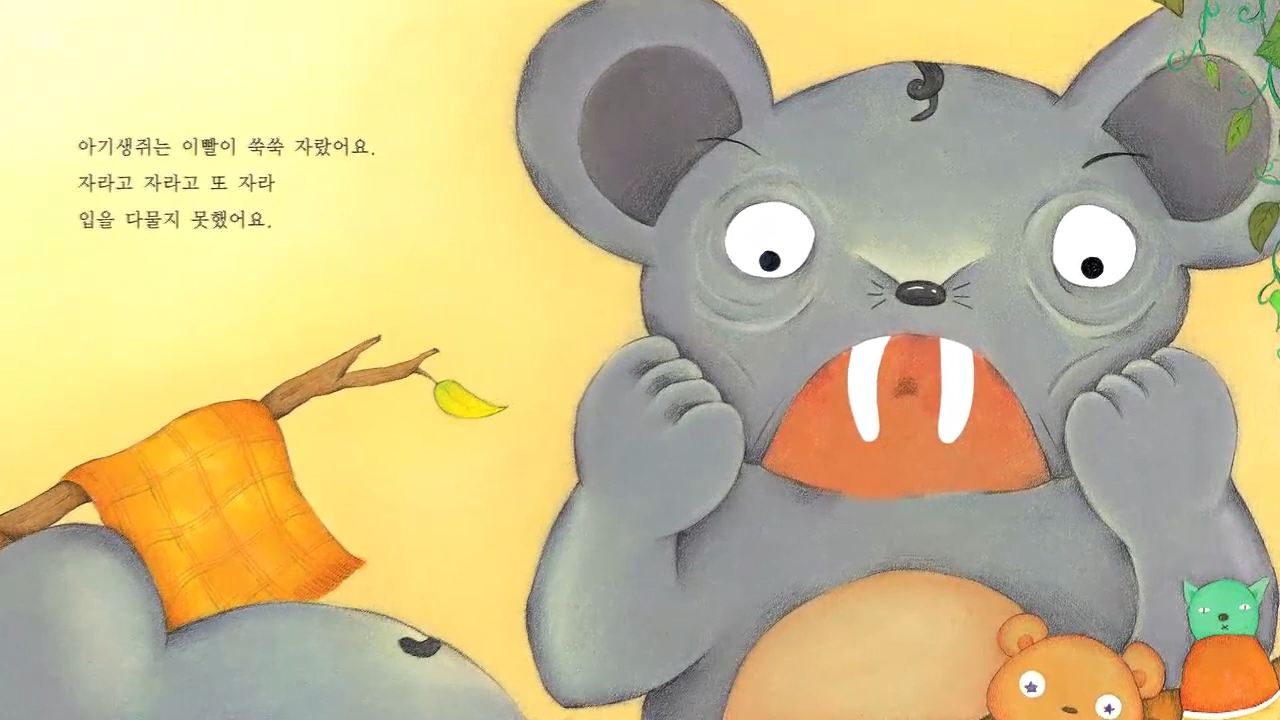 아기생쥐는 이빨이 쑥쑥 자랐어요.
자라고 자라고 또 자라
입을 다물지 못했어요.